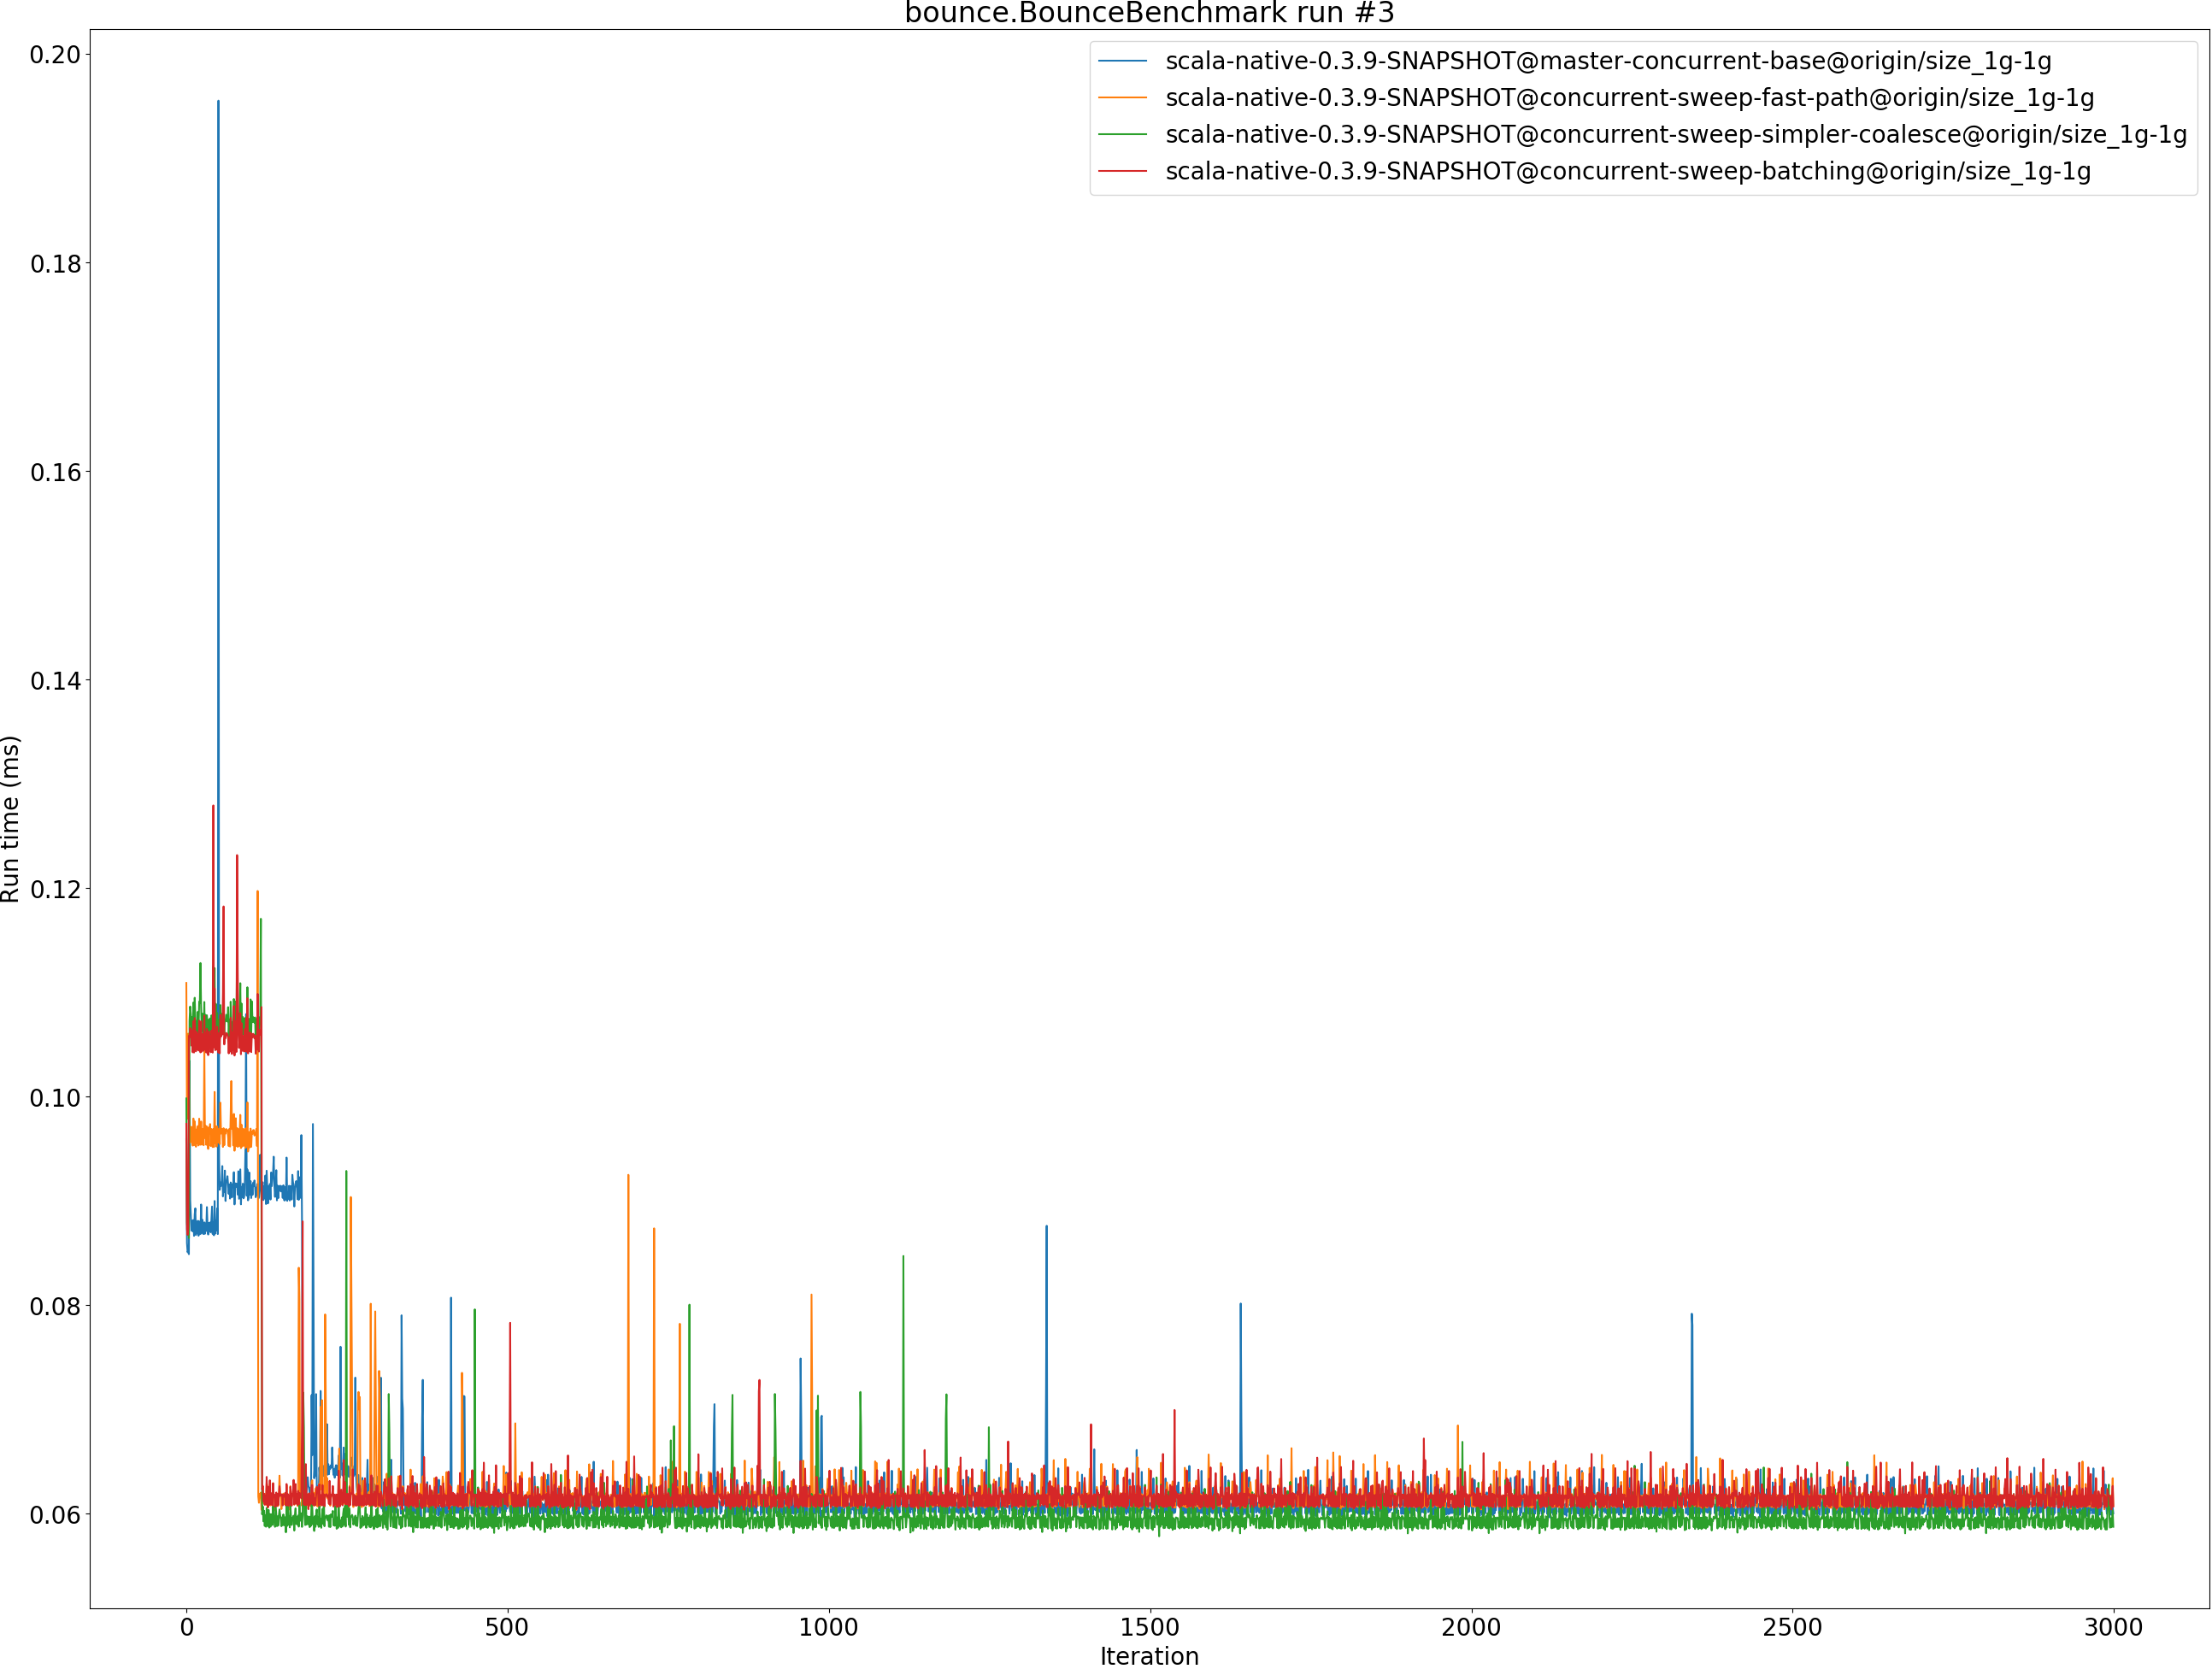 bounce.BounceBenchmark run #3
scala-native-0.3.9-SNAPSHOT@master-concurrent-base@origin/size_1g-1g
scala-native-0.3.9-SNAPSHOT@concurrent-sweep-fast-path@origin/size_1g-1g
scala-native-0.3.9-SNAPSHOT@concurrent-sweep-simpler-coalesce@origin/size_1g-1g
scala-native-0.3.9-SNAPSHOT@concurrent-sweep-batching@origin/size_1g-1g
0.20
0.18
0.16
0.14
0.12
0.10
0.08
0.06
Run time (ms)
0 500 1000 1500 2000 2500 3000
Iteration